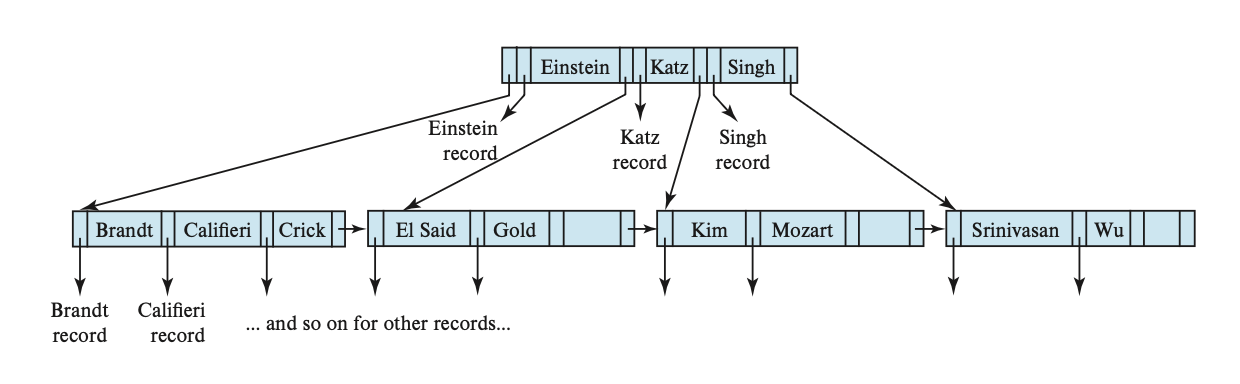 Einstein Katz Singh
Einstein
record
Katz
record
Singh
record
Brandt Califieri Crick
El Said Gold
Kim Mozart
Srinivasan Wu
Brandt
record
Califieri
record
... and so on for other records...